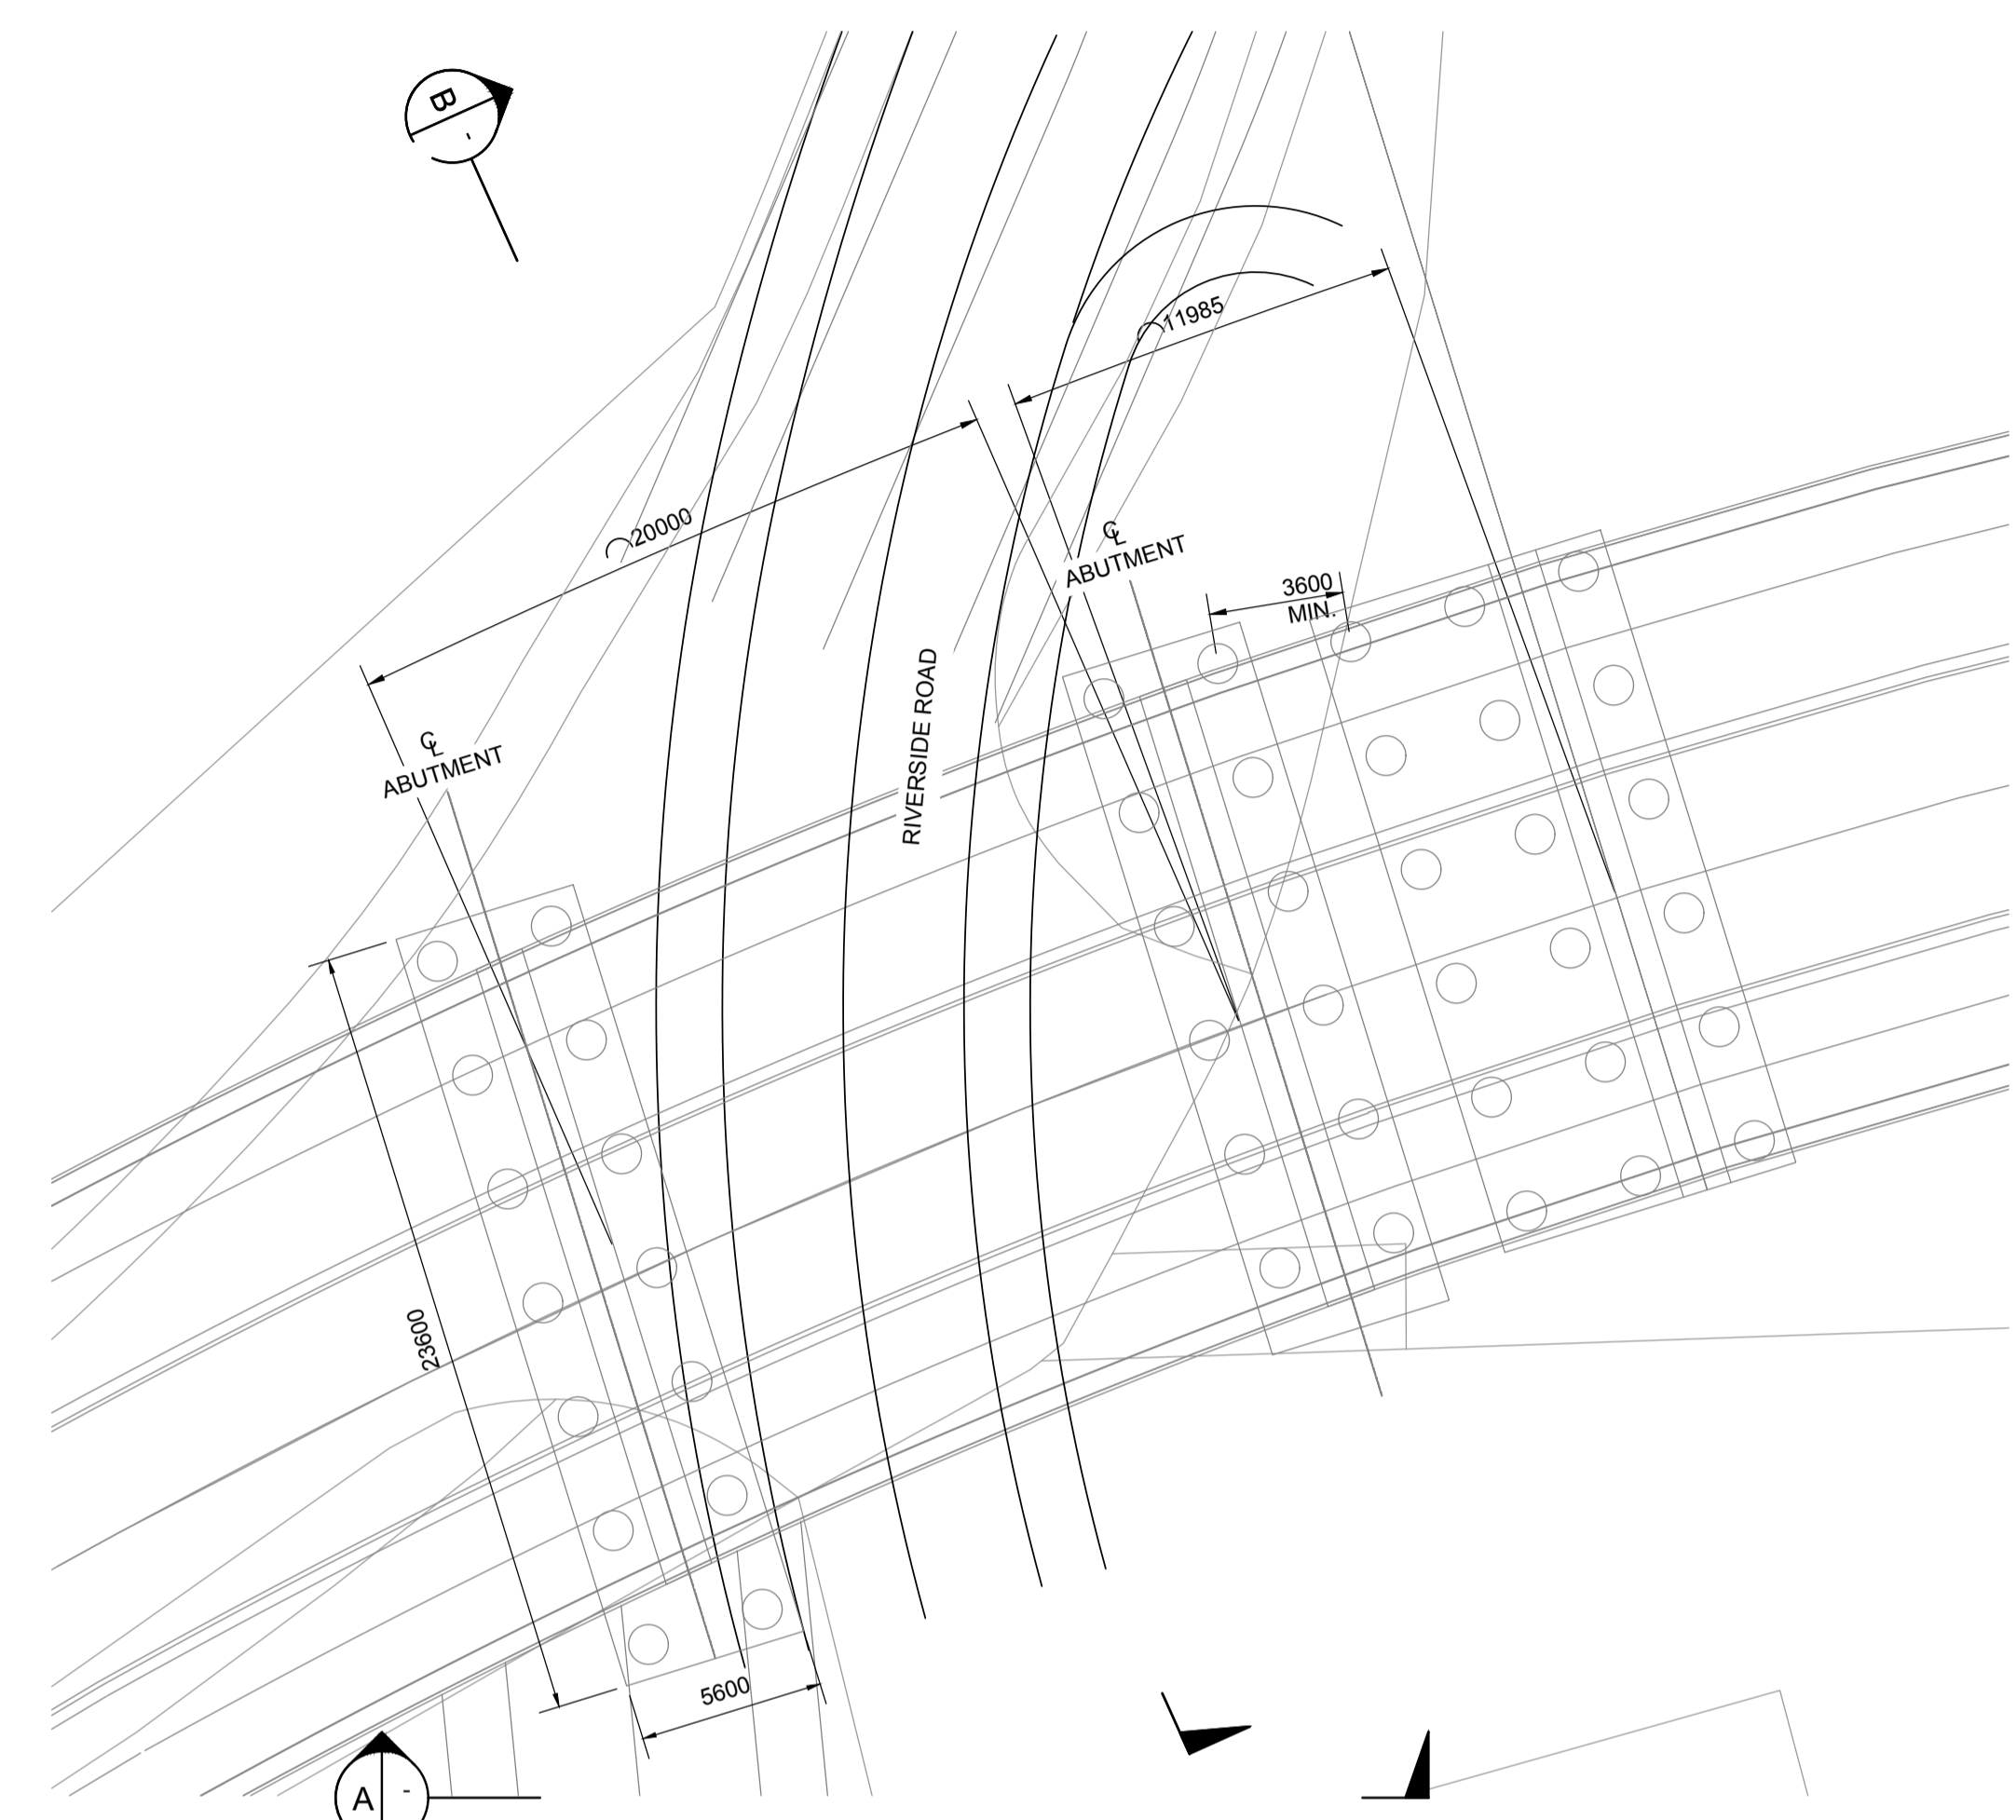 B
-
11985
20000
℄
ABUTMENT
3600
MIN.
RIVERSIDE ROAD
℄
ABUTMENT
23600
5600
A
-